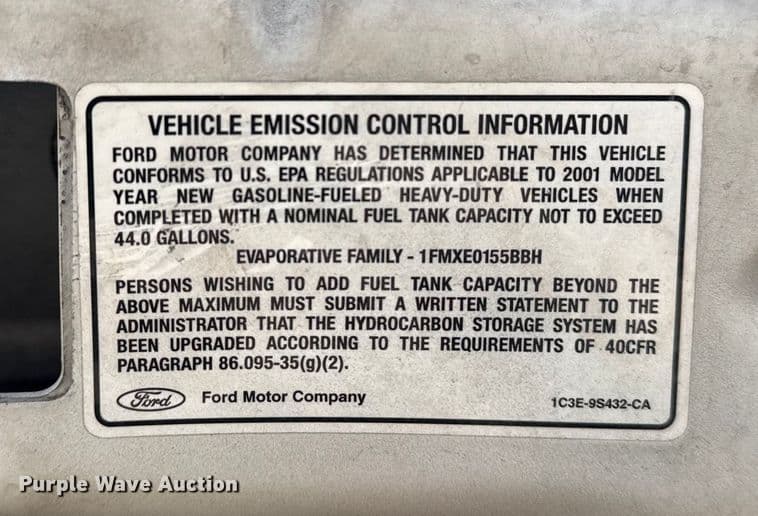 VEHICLE EMISSION CONTROL INFORMATION
FORD MOTOR COMPANY HAS DETERMINED THAT THIS VEHICLE
CONFORMS TO U.S. EPA REGULATIONS APPLICABLE TO 2001 MODEL
YEAR NEW GASOLINE-FUELED HEAVY-DUTY VEHICLES WHEN
COMPLETED WITH A NOMINAL FUEL TANK CAPACITY NOT TO EXCEED
44.0 GALLONS.
EVAPORATIVE FAMILY - 1FMXE0155BBH
PERSONS WISHING TO ADD FUEL TANK CAPACITY BEYOND THE
ABOVE MAXIMUM MUST SUBMIT A WRITTEN STATEMENT TO THE
ADMINISTRATOR THAT THE HYDROCARBON STORAGE SYSTEM HAS
BEEN UPGRADED ACCORDING TO THE REQUIREMENTS OF 40CFR
PARAGRAPH 86.095-35(g)(2).
Ford Ford Motor Company 1C3E-9S432-CA
Purple Wave Auction